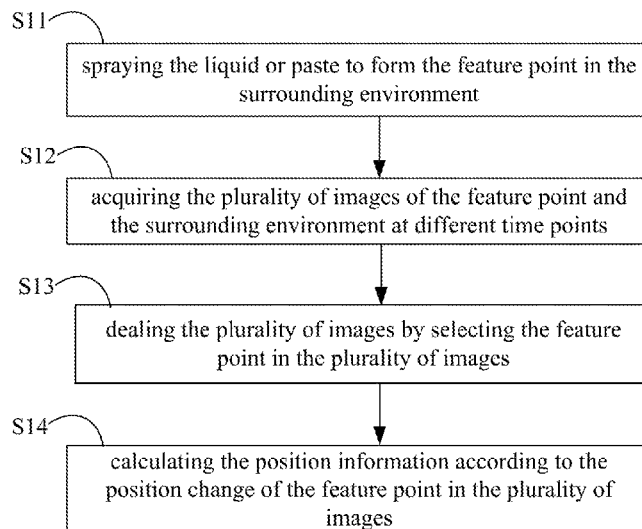 S11
spraying the liquid or paste to form the feature point in the
surrounding environment
S12
acquiring the plurality of images of the feature point and
the surrounding environment at different time points
S13
dealing the plurality of images by selecting the feature
point in the plurality of images
S14
calculating the position information according to the
position change of the feature point in the plurality of
images